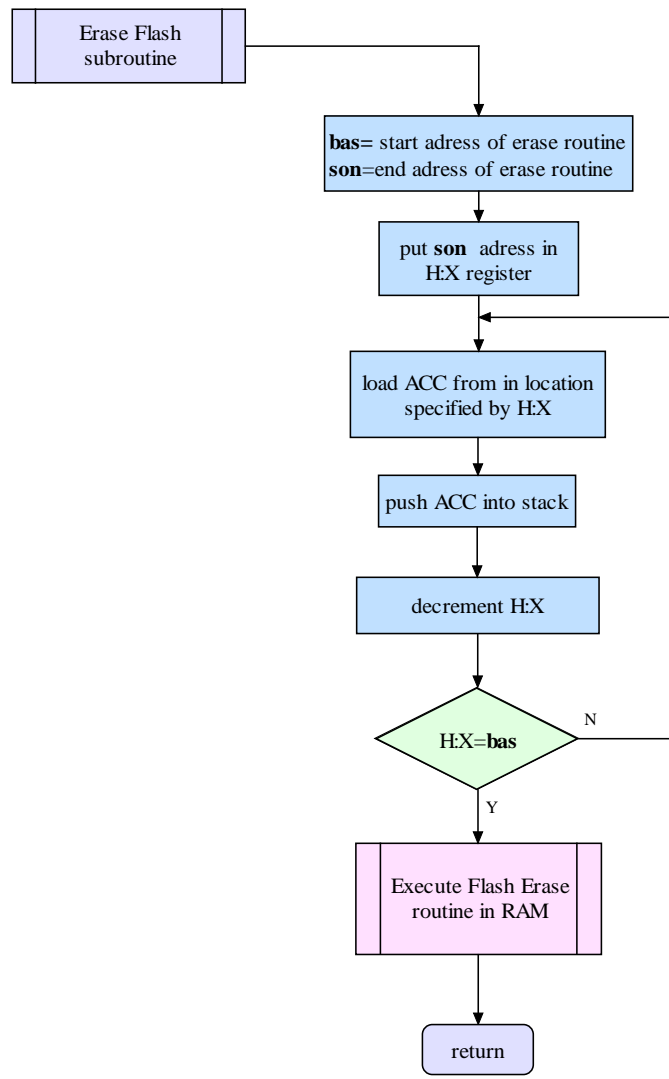 Erase Flash
subroutine
bas= start adress of erase routine
son=end adress of erase routine
put son adress in
H:X register
load ACC from in location
specified by H:X
push ACC into stack
decrement H:X
H:X=bas
N
Y
Execute Flash Erase
routine in RAM
return